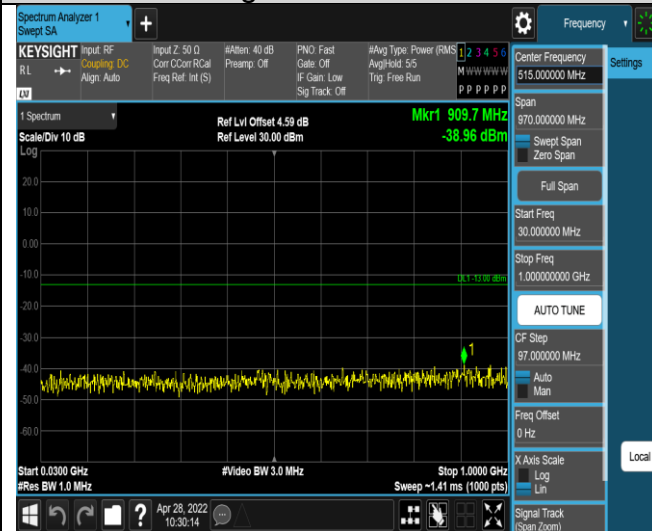 Spectrum Analyzer 1
Swept SA
+
Frequency
KEYSIGHT
RL
LXI
Input: RF
Coupling: DC
Align: Auto
Input Z: 50 Ω
Corr CCorr RCal
Freq Ref: Int (S)
#Atten: 40 dB
Preamp: Off
PNO: Fast
Gate: Off
IF Gain: Low
Sig Track: Off
#Avg Type: Power (RMS
Avg|Hold: 5/5
Trig: Free Run
1 2 3 4 5 6
M W W W W W
P P P P P P
1 Spectrum
Scale/Div 10 dB
Log
Ref Lvl Offset 4.59 dB
Ref Level 30.00 dBm
Mkr1 909.7 MHz
-38.96 dBm
20.0
10.0
0.00
-10.0
DL1 -13.00 dBm
-20.0
-30.0
1
-40.0
-50.0
-60.0
Start 0.0300 GHz
#Res BW 1.0 MHz
#Video BW 3.0 MHz
Stop 1.0000 GHz
Sweep ~1.41 ms (1000 pts)
?
Apr 28, 2022
10:30:14
Center Frequency
515.000000 MHz
Span
970.000000 MHz
Swept Span
Zero Span
Full Span
Start Freq
30.000000 MHz
Stop Freq
1.000000000 GHz
AUTO TUNE
CF Step
97.000000 MHz
Auto
Man
Freq Offset
0 Hz
X Axis Scale
Log
Lin
Signal Track
(Span Zoom)
Settings
Local